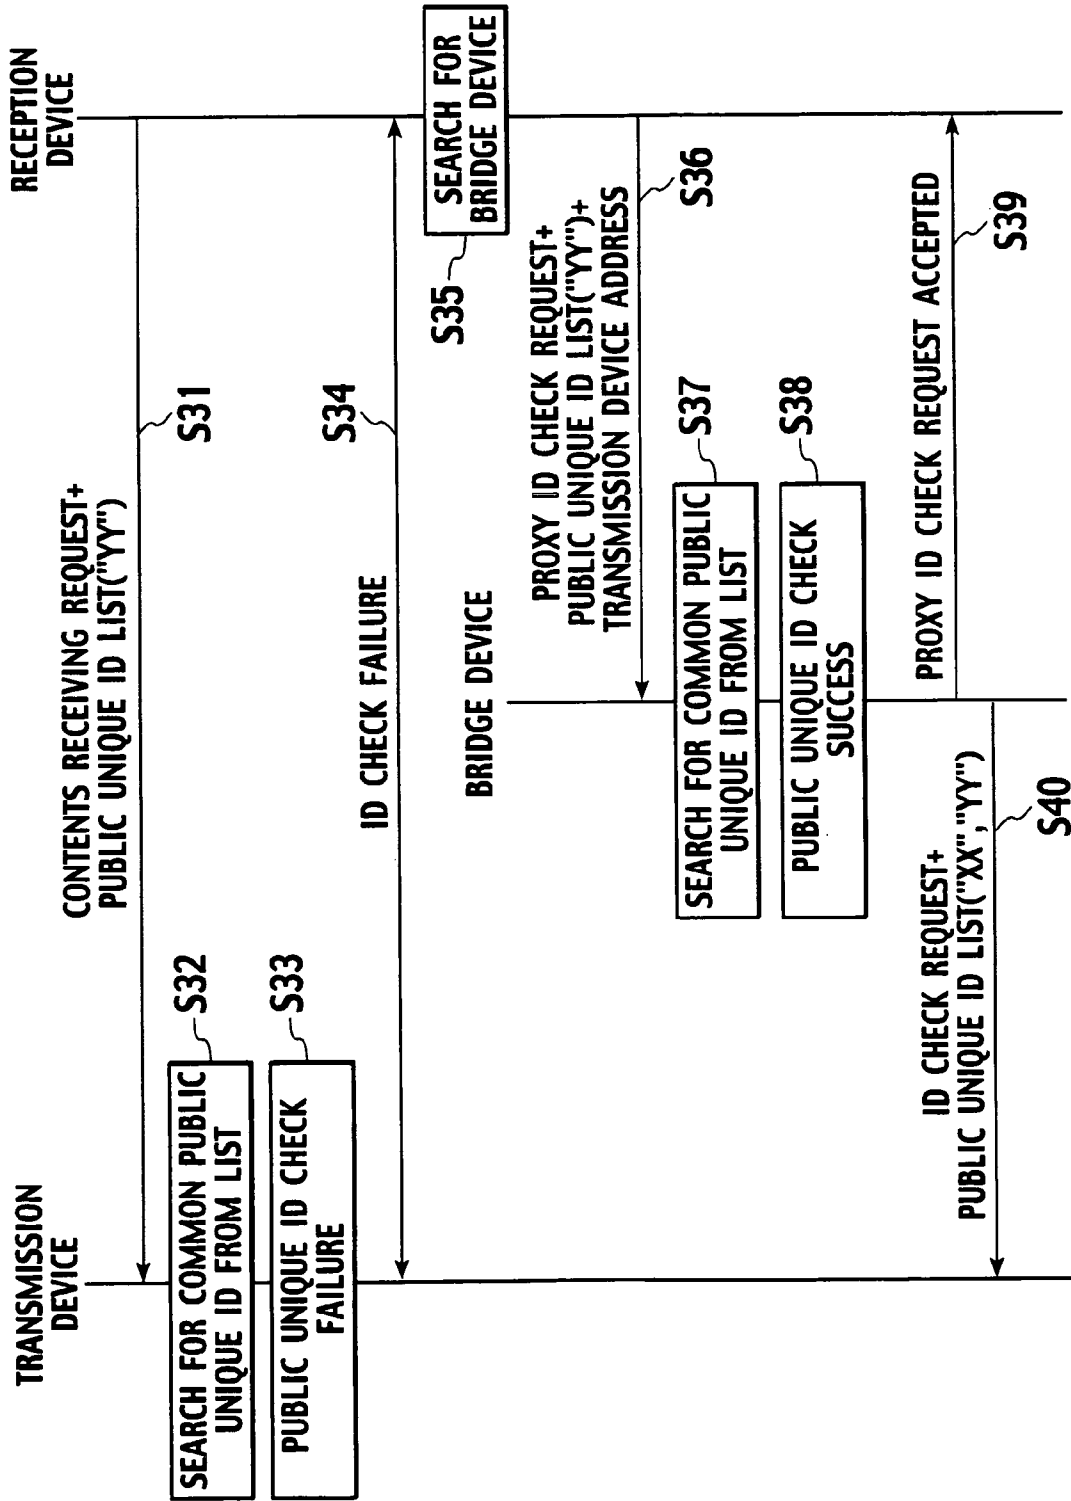 TRANSMISSION
DEVICE
RECEPTION
DEVICE
CONTENTS RECEIVING REQUEST+
PUBLIC UNIQUE ID LIST("YY")
S31
SEARCH FOR COMMON PUBLIC
UNIQUE ID FROM LIST
S32
PUBLIC UNIQUE ID CHECK
FAILURE
S33
ID CHECK FAILURE
S34
SEARCH FOR
BRIDGE DEVICE
S35
BRIDGE DEVICE
PROXY ID CHECK REQUEST+
PUBLIC UNIQUE ID LIST("YY")+
TRANSMISSION DEVICE ADDRESS
S36
SEARCH FOR COMMON PUBLIC
UNIQUE ID FROM LIST
S37
PUBLIC UNIQUE ID CHECK
SUCCESS
S38
PROXY ID CHECK REQUEST ACCEPTED
S39
ID CHECK REQUEST+
PUBLIC UNIQUE ID LIST("XX","YY")
S40